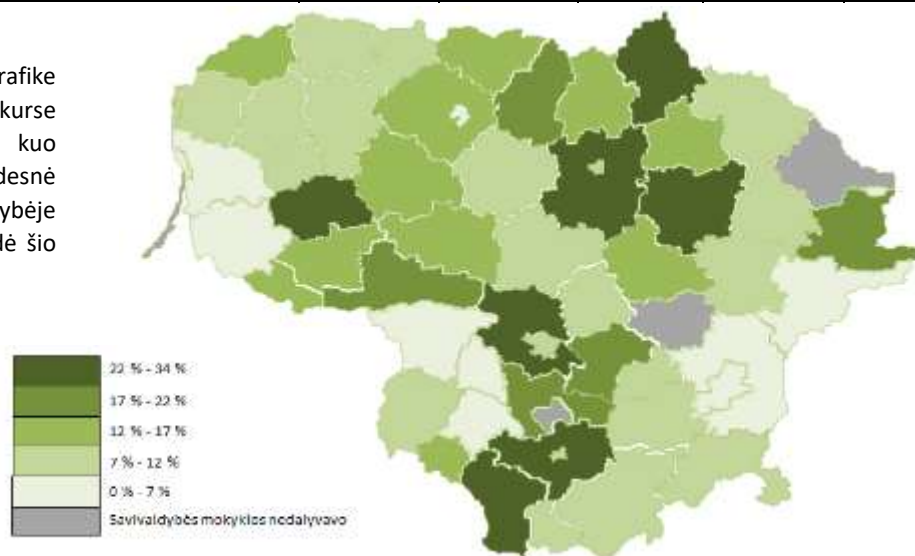 rafike
kurse
kuo
desnė
ybėje
dė šio
22 % - 34 %
17 % - 22 %
12 % - 17 %
7 % - 12 %
0 % - 7 %
Savivaldybės mokyklos nedalyvavo